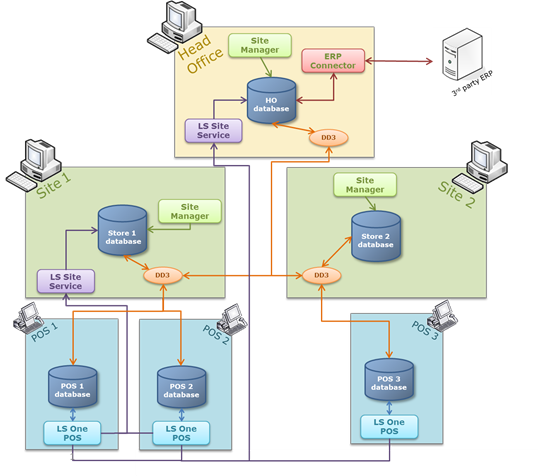 Head
Office
Site
Manager
ERP
Connector
3rd party ERP
HO
database
LS Site
Service
DD3
Site 1
Site
Manager
Store 1
database
DD3
LS Site
Service
Site 2
Site
Manager
Store 2
database
DD3
POS 1
POS 2
POS 3
POS 1
database
POS 2
database
POS 3
database
LS One
POS
LS One
POS
LS One
POS